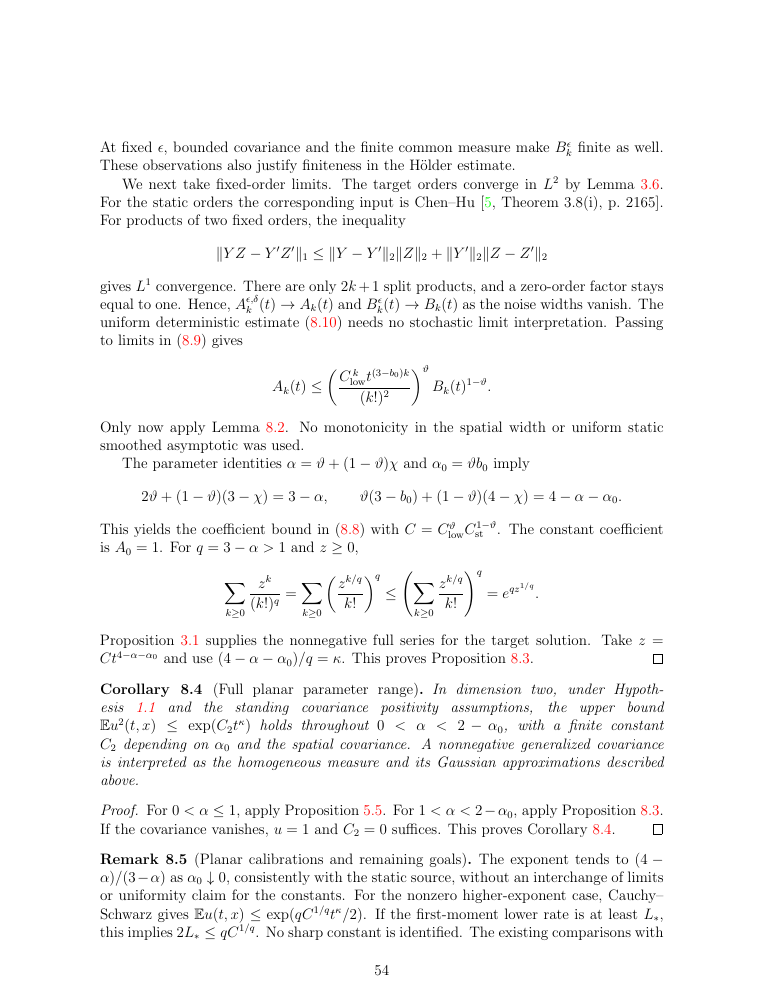 At fixed ϵ, bounded covariance and the finite common measure make B_k^ϵ finite as well.
These observations also justify finiteness in the Hölder estimate.
We next take fixed-order limits. The target orders converge in L^2 by Lemma 3.6.
For the static orders the corresponding input is Chen–Hu [5, Theorem 3.8(i), p. 2165].
For products of two fixed orders, the inequality
∥YZ − Y′Z′∥_1 ≤ ∥Y − Y′∥_2∥Z∥_2 + ∥Y′∥_2∥Z − Z′∥_2
gives L^1 convergence. There are only 2k+1 split products, and a zero-order factor stays
equal to one. Hence, A_k^{ϵ,δ}(t) → A_k(t) and B_k^ϵ(t) → B_k(t) as the noise widths vanish. The
uniform deterministic estimate (8.10) needs no stochastic limit interpretation. Passing
to limits in (8.9) gives
A_k(t) ≤ (C_low^k t^{(3−b_0)k} / (k!)^2)^ϑ B_k(t)^{1−ϑ}.
Only now apply Lemma 8.2. No monotonicity in the spatial width or uniform static
smoothed asymptotic was used.
The parameter identities α = ϑ + (1 − ϑ)χ and α_0 = ϑb_0 imply
2ϑ + (1 − ϑ)(3 − χ) = 3 − α, ϑ(3 − b_0) + (1 − ϑ)(4 − χ) = 4 − α − α_0.
This yields the coefficient bound in (8.8) with C = C_low^ϑ C_st^{1−ϑ}. The constant coefficient
is A_0 = 1. For q = 3 − α > 1 and z ≥ 0,
∑_{k≥0} z^k / (k!)^q = ∑_{k≥0} (z^{k/q} / k!)^q ≤ (∑_{k≥0} z^{k/q} / k!)^q = e^{qz^{1/q}}.
Proposition 3.1 supplies the nonnegative full series for the target solution. Take z =
Ct^{4−α−α_0} and use (4 − α − α_0)/q = κ. This proves Proposition 8.3. □
Corollary 8.4 (Full planar parameter range). In dimension two, under Hypoth-
esis 1.1 and the standing covariance positivity assumptions, the upper bound
𝔼u^2(t, x) ≤ exp(C_2t^κ) holds throughout 0 < α < 2 − α_0, with a finite constant
C_2 depending on α_0 and the spatial covariance. A nonnegative generalized covariance
is interpreted as the homogeneous measure and its Gaussian approximations described
above.
Proof. For 0 < α ≤ 1, apply Proposition 5.5. For 1 < α < 2 − α_0, apply Proposition 8.3.
If the covariance vanishes, u = 1 and C_2 = 0 suffices. This proves Corollary 8.4. □
Remark 8.5 (Planar calibrations and remaining goals). The exponent tends to (4 −
α)/(3−α) as α_0 ↓ 0, consistently with the static source, without an interchange of limits
or uniformity claim for the constants. For the nonzero higher-exponent case, Cauchy–
Schwarz gives 𝔼u(t, x) ≤ exp(qC^{1/q}t^κ/2). If the first-moment lower rate is at least L_∗,
this implies 2L_∗ ≤ qC^{1/q}. No sharp constant is identified. The existing comparisons with
54